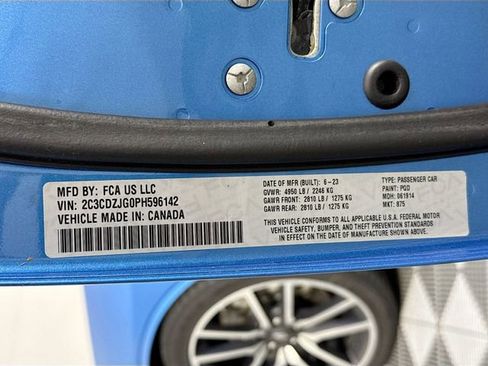 MFD BY: FCA US LLC
VIN: 2C3CDZJG0PH596142
VEHICLE MADE IN: CANADA
DATE OF MFR (BUILT): 6-23
GVWR: 4950 LB / 2246 KG
GAWR FRONT: 2810 LB / 1275 KG
GAWR REAR: 2810 LB / 1275 KG
TYPE: PASSENGER CAR
PAINT: PQD
MDH: 061914
MKT: 875
THIS VEHICLE CONFORMS TO ALL APPLICABLE U.S.A. FEDERAL MOTOR
VEHICLE SAFETY, BUMPER, AND THEFT PREVENTION STANDARDS
IN EFFECT ON THE DATE OF MANUFACTURE SHOWN ABOVE.